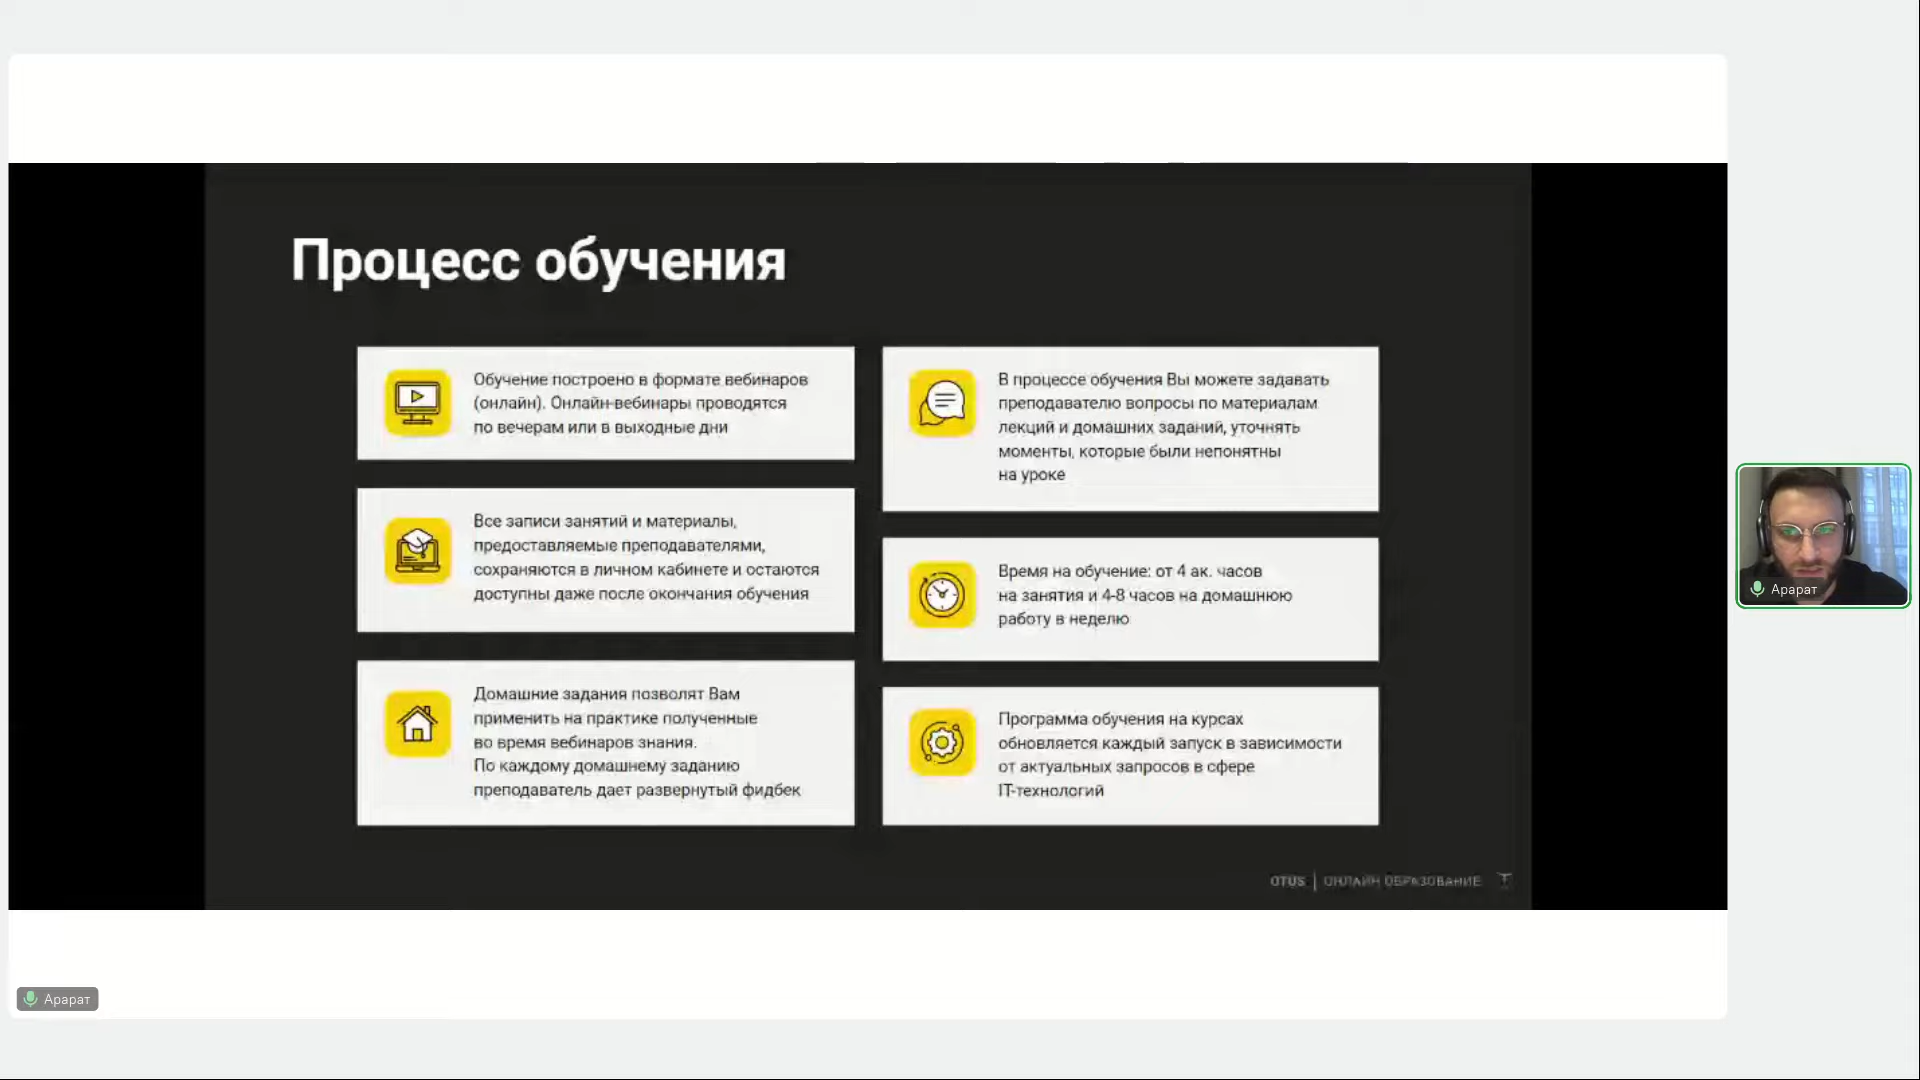 Процесс обучения
Обучение построено в формате вебинаров
(онлайн). Онлайн-вебинары проводятся
по вечерам или в выходные дни
Все записи занятий и материалы,
предоставляемые преподавателями,
сохраняются в личном кабинете и остаются
доступны даже после окончания обучения
Домашние задания позволят Вам
применить на практике полученные
во время вебинаров знания.
По каждому домашнему заданию
преподаватель дает развернутый фидбек
В процессе обучения Вы можете задавать
преподавателю вопросы по материалам
лекций и домашних заданий, уточнять
моменты, которые были непонятны
на уроке
Время на обучение: от 4 ак. часов
на занятия и 4-8 часов на домашнюю
работу в неделю
Программа обучения на курсах
обновляется каждый запуск в зависимости
от актуальных запросов в сфере
IT-технологий
OTUS | ОНЛАЙН ОБРАЗОВАНИЕ
Арарат
Арарат